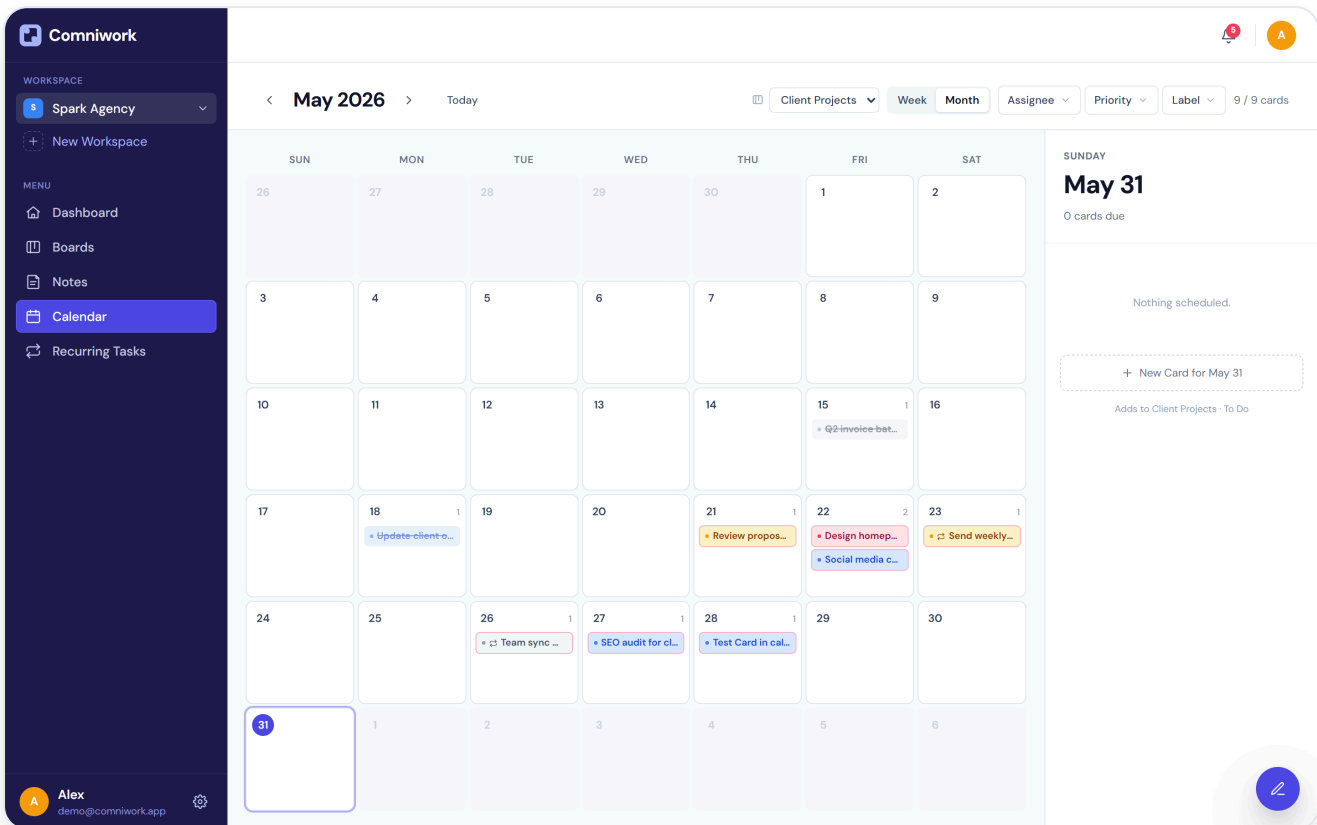 Comniwork
5
A
WORKSPACE
S Spark Agency
New Workspace
MENU
Dashboard
Boards
Notes
Calendar
Recurring Tasks
A
Alex
demo@comniwork.app
May 2026
Today
Client Projects
Week
Month
Assignee
Priority
Label
9 / 9 cards
SUN MON TUE WED THU FRI SAT
26 27 28 29 30 1 2
3 4 5 6 7 8 9
10 11 12 13 14 15 1 16
Q2 invoice bat...
17 18 1 19 20 21 1 22 2 23 1
Update client o... Review propos... Design homep... Send weekly...
Social media c...
24 25 26 1 27 1 28 1 29 30
Team sync ... SEO audit for cl... Test Card in cal...
31 1 2 3 4 5 6
SUNDAY
May 31
0 cards due
Nothing scheduled.
+ New Card for May 31
Adds to Client Projects · To Do